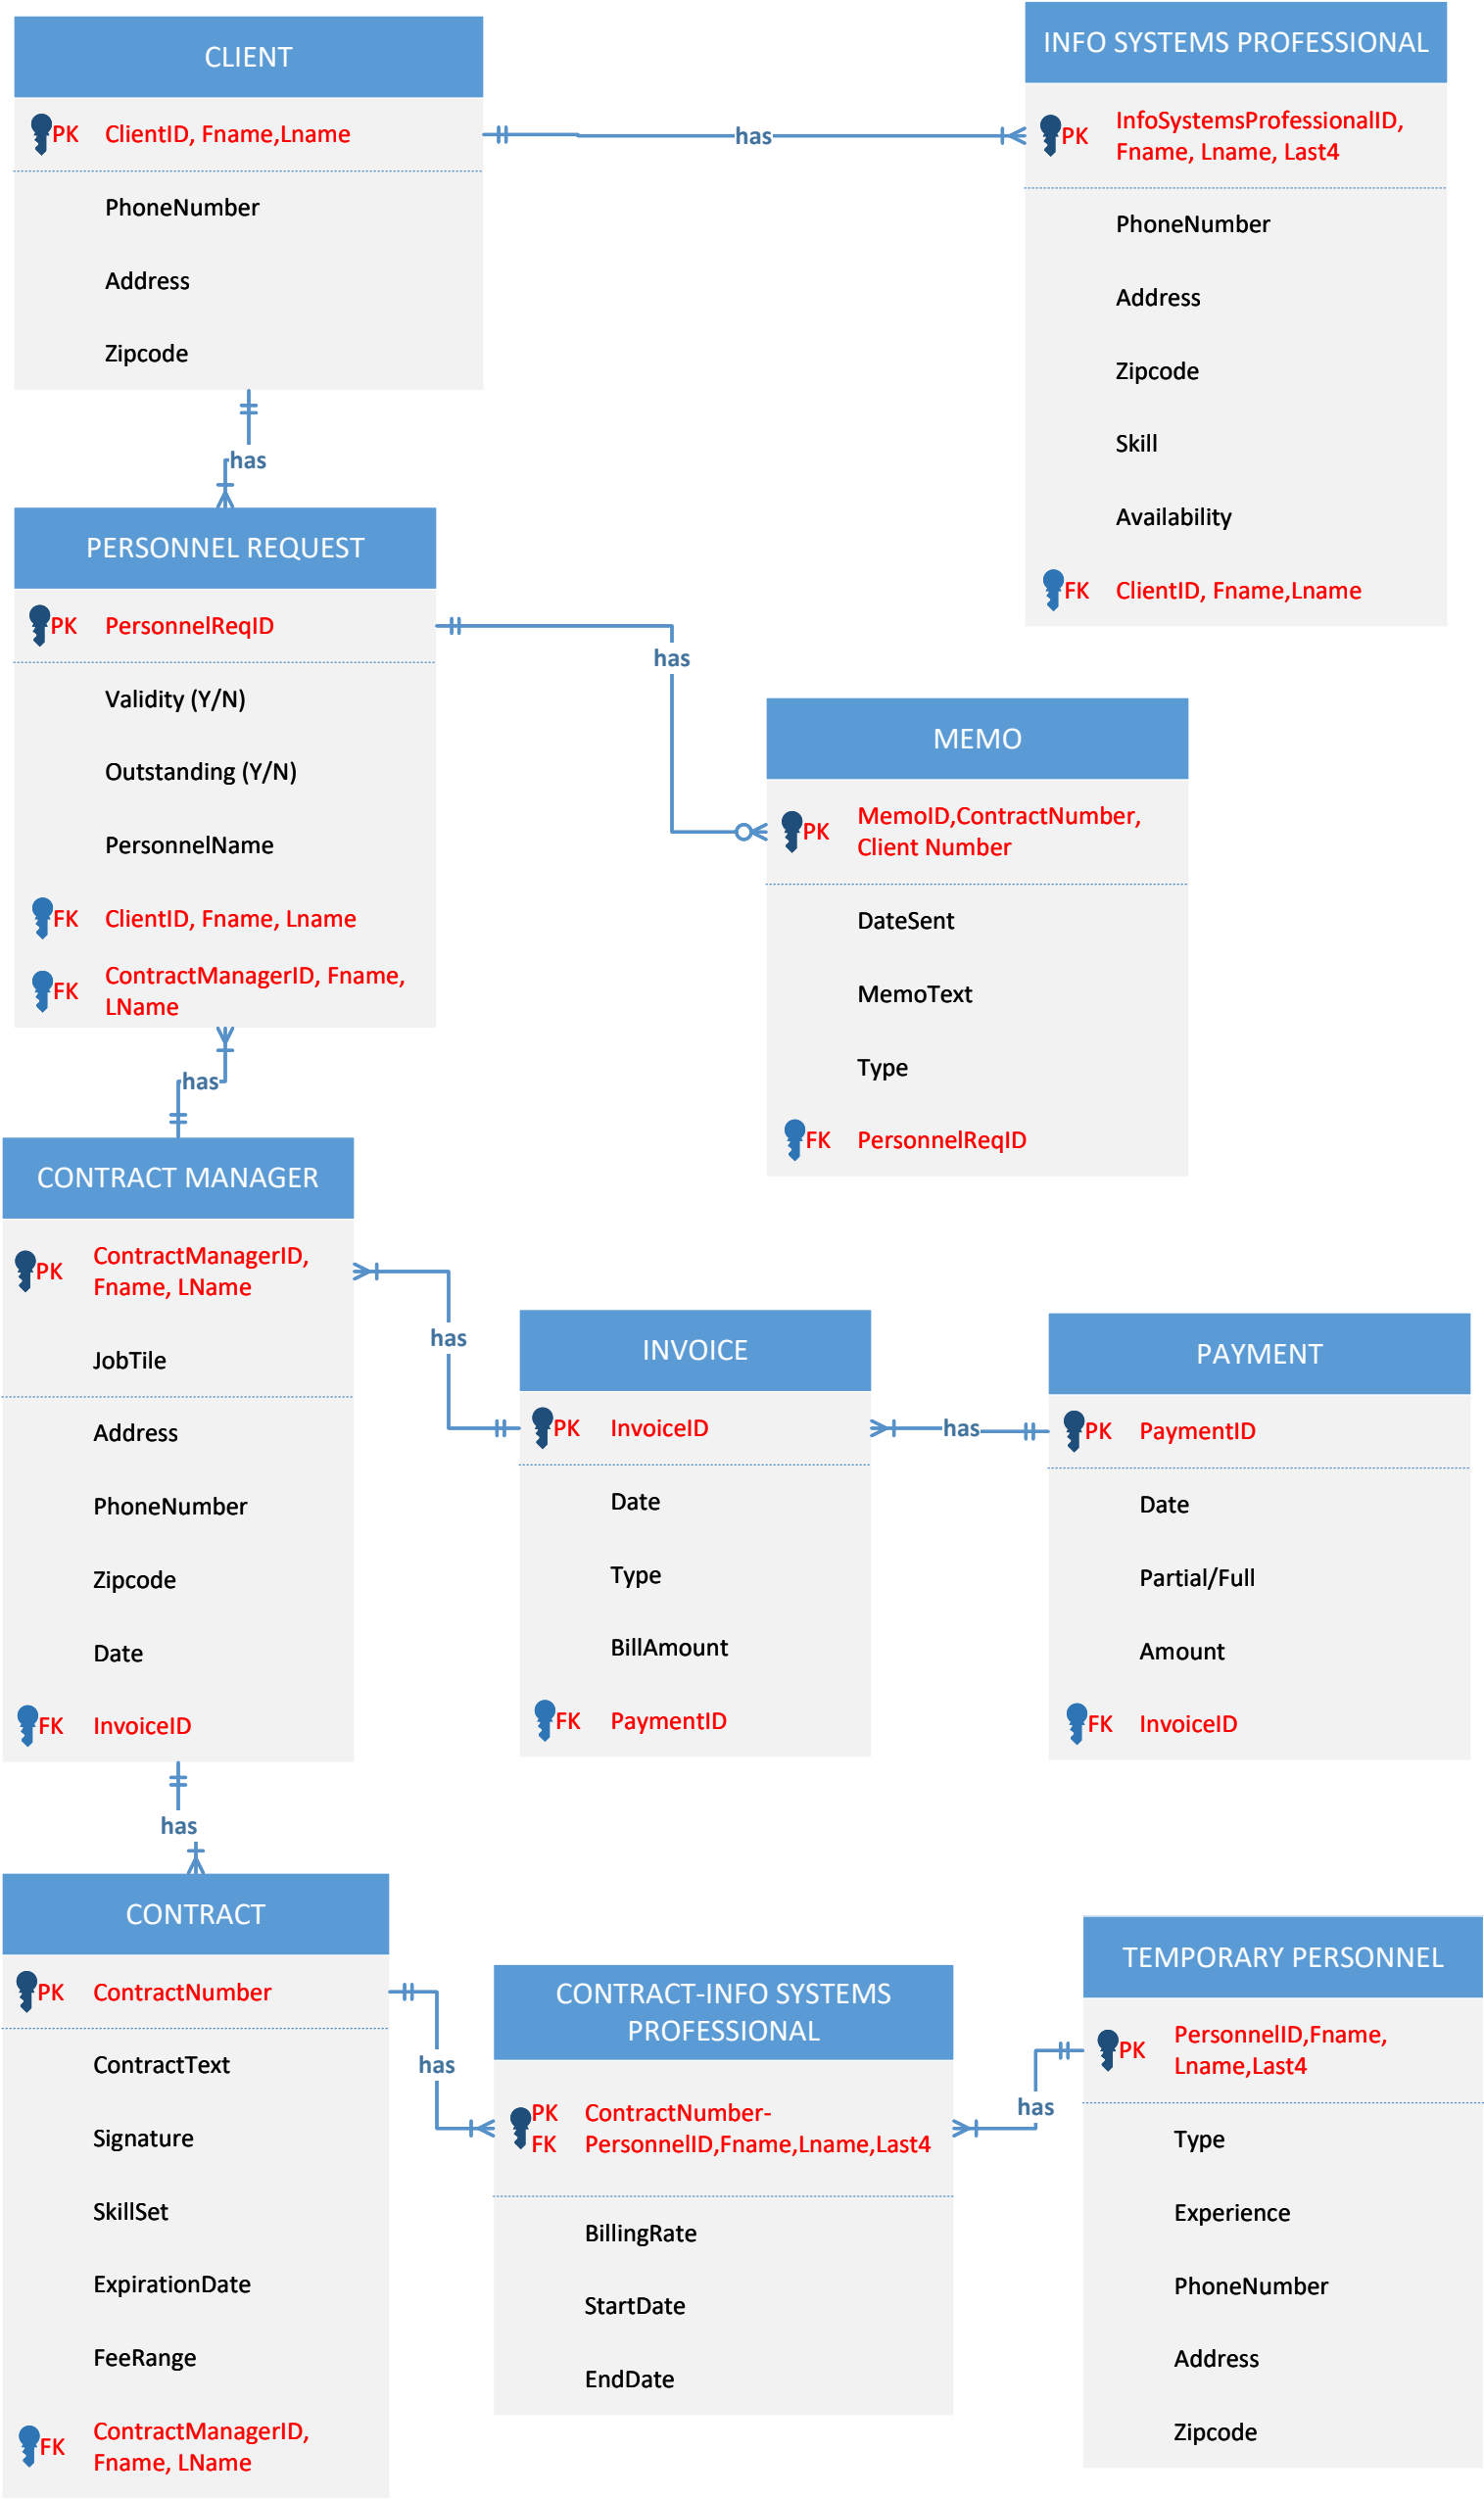 CLIENT
PK ClientID, Fname,Lname
PhoneNumber
Address
Zipcode
has
INFO SYSTEMS PROFESSIONAL
PK InfoSystemsProfessionalID,
Fname, Lname, Last4
PhoneNumber
Address
Zipcode
Skill
Availability
FK ClientID, Fname,Lname
has
PERSONNEL REQUEST
PK PersonnelReqID
Validity (Y/N)
Outstanding (Y/N)
PersonnelName
FK ClientID, Fname, Lname
FK ContractManagerID, Fname,
LName
has
MEMO
PK MemoID,ContractNumber,
Client Number
DateSent
MemoText
Type
FK PersonnelReqID
has
CONTRACT MANAGER
PK ContractManagerID,
Fname, LName
JobTile
Address
PhoneNumber
Zipcode
Date
FK InvoiceID
has
INVOICE
PK InvoiceID
Date
Type
BillAmount
FK PaymentID
has
PAYMENT
PK PaymentID
Date
Partial/Full
Amount
FK InvoiceID
has
CONTRACT
PK ContractNumber
ContractText
Signature
SkillSet
ExpirationDate
FeeRange
FK ContractManagerID,
Fname, LName
has
CONTRACT-INFO SYSTEMS
PROFESSIONAL
PK ContractNumber-
FK PersonnelID,Fname,Lname,Last4
BillingRate
StartDate
EndDate
has
TEMPORARY PERSONNEL
PK PersonnelID,Fname,
Lname,Last4
Type
Experience
PhoneNumber
Address
Zipcode